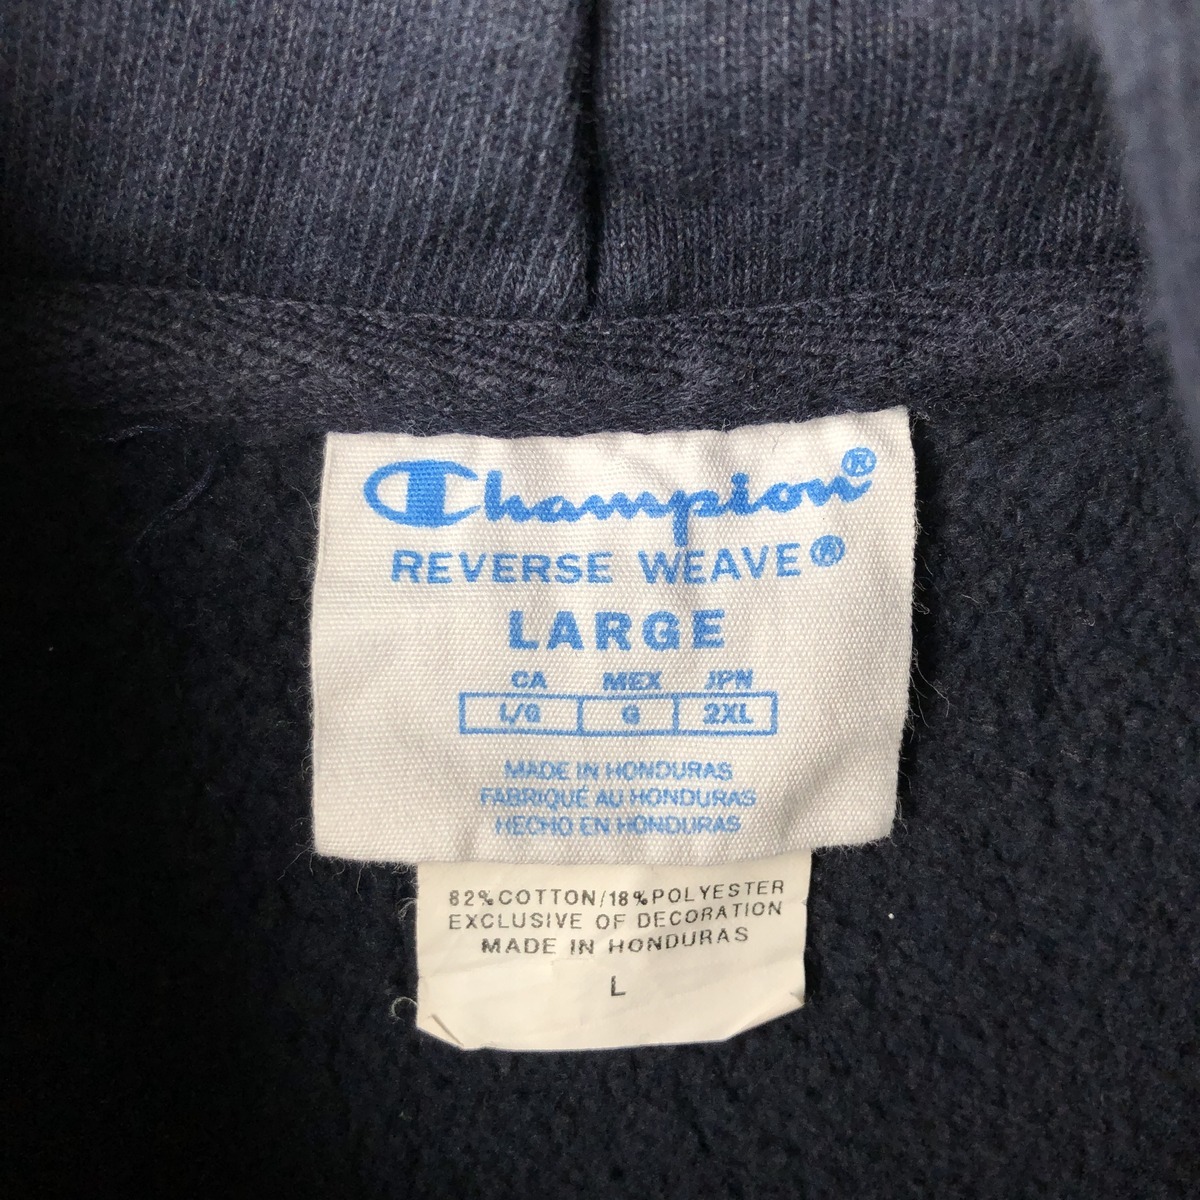 Champion®
REVERSE WEAVE®
LARGE
CA MEX JPN
L/G G 2XL
MADE IN HONDURAS
FABRIQUÉ AU HONDURAS
HECHO EN HONDURAS
82% COTTON/18% POLYESTER
EXCLUSIVE OF DECORATION
MADE IN HONDURAS
L